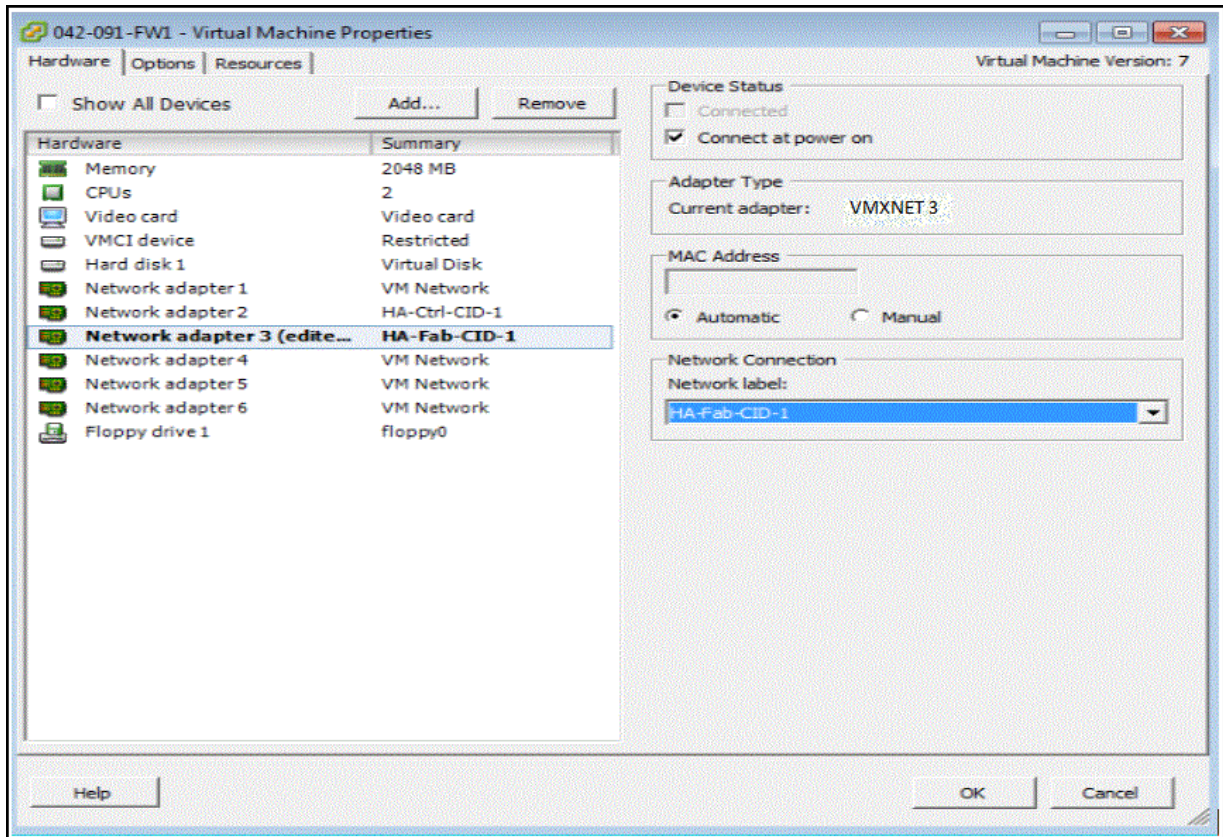 042-091-FW1 - Virtual Machine Properties
Hardware Options Resources Virtual Machine Version: 7
Show All Devices Add... Remove
Hardware Summary
Memory 2048 MB
CPUs 2
Video card Video card
VMCI device Restricted
Hard disk 1 Virtual Disk
Network adapter 1 VM Network
Network adapter 2 HA-Ctrl-CID-1
Network adapter 3 (edite... HA-Fab-CID-1
Network adapter 4 VM Network
Network adapter 5 VM Network
Network adapter 6 VM Network
Floppy drive 1 floppy0
Device Status
Connected
Connect at power on
Adapter Type
Current adapter: VMXNET 3
MAC Address
Automatic Manual
Network Connection
Network label:
HA-Fab-CID-1
Help OK Cancel